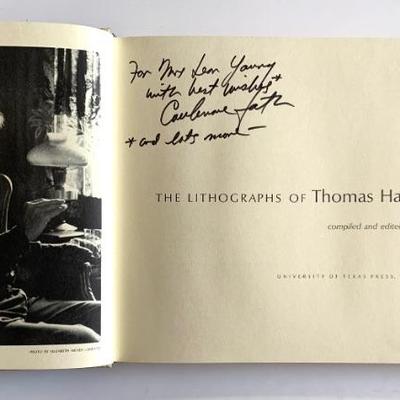 For Mr Len Young
with best wishes*
*and lots more—
THE LITHOGRAPHS OF Thomas Ha
compiled and edited
UNIVERSITY OF TEXAS PRESS,